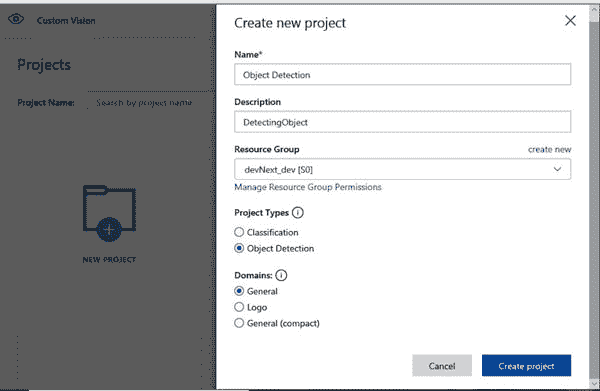 Custom Vision
Create new project
Projects
Name*
Object Detection
Project Name:
Search by project name
Description
DetectingObject
Resource Group
create new
devNext_dev [S0]
Manage Resource Group Permissions
Project Types
Classification
Object Detection
NEW PROJECT
Domains:
General
Logo
General (compact)
Cancel
Create project